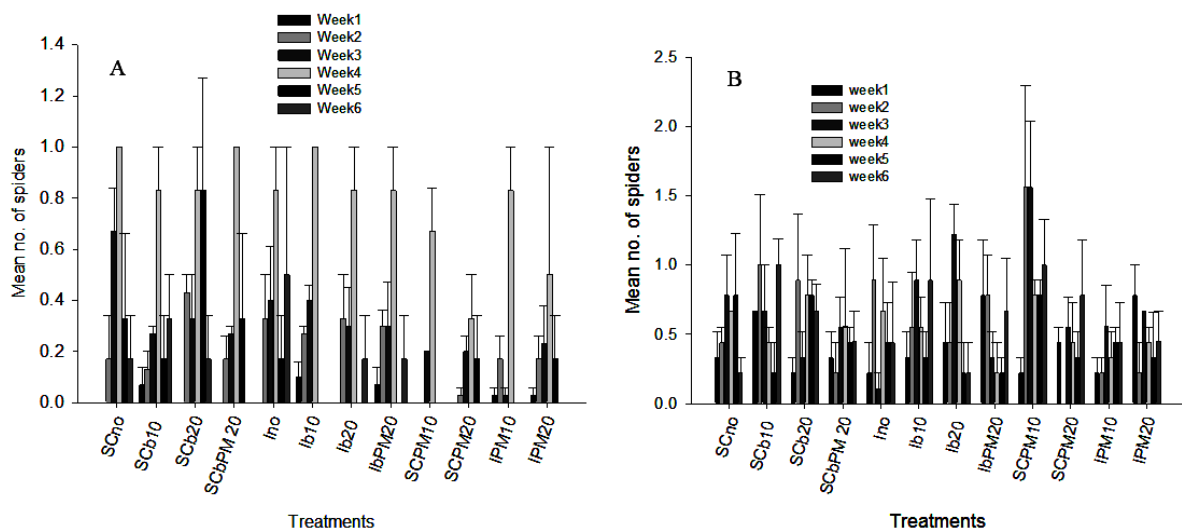 A
Week1
Week2
Week3
Week4
Week5
Week6
Mean no. of spiders
1.4
1.2
1.0
0.8
0.6
0.4
0.2
0.0
SCno
SCb10
SCb20
SCbPM 20
Ino
Ib10
Ib20
IbPM20
SCPM10
SCPM20
IPM10
IPM20
Treatments
B
week1
week2
week3
week4
week5
week6
Mean no. of spiders
2.5
2.0
1.5
1.0
0.5
0.0
SCno
SCb10
SCb20
SCbPM 20
Ino
Ib 10
Ib20
IbPM20
SCPM10
SCPM20
IPM10
IPM20
Treatments